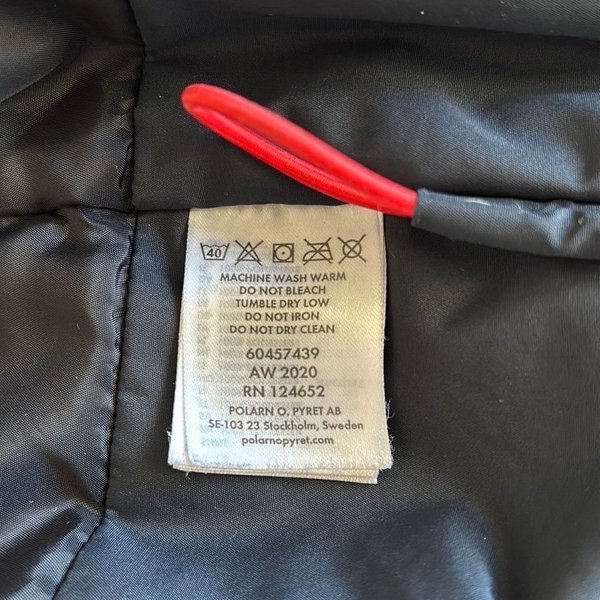 40
MACHINE WASH WARM
DO NOT BLEACH
TUMBLE DRY LOW
DO NOT IRON
DO NOT DRY CLEAN
60457439
AW 2020
RN 124652
POLARN O. PYRET AB
SE-103 23 Stockholm, Sweden
polarnopyret.com